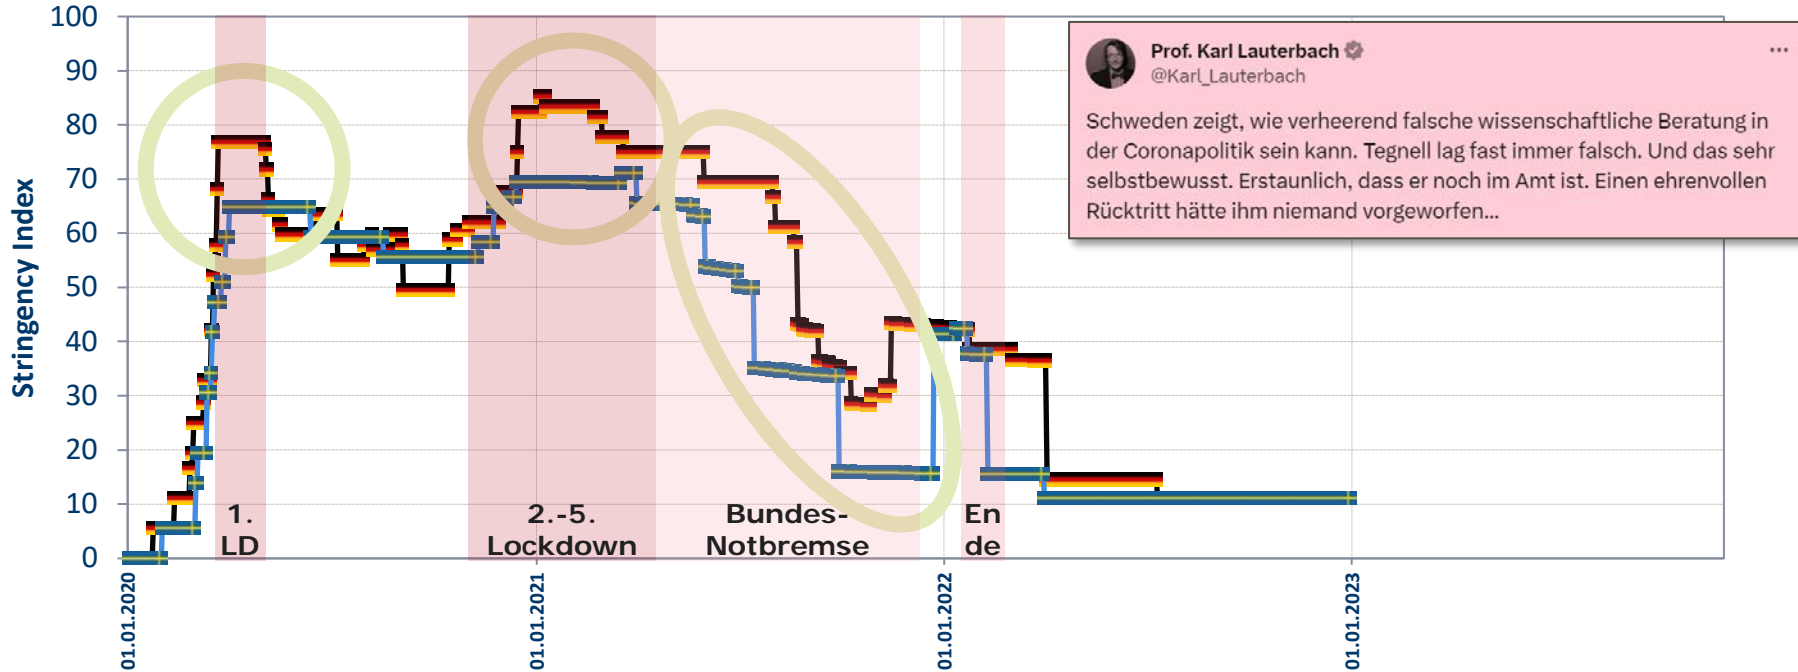 Stringency Index
100
90
80
70
60
50
40
30
20
10
0
1.
LD
2.-5.
Lockdown
Bundes-
Notbremse
En
de
01.01.2020
01.01.2021
01.01.2022
01.01.2023
Prof. Karl Lauterbach
@Karl_Lauterbach
Schweden zeigt, wie verheerend falsche wissenschaftliche Beratung in
der Coronapolitik sein kann. Tegnell lag fast immer falsch. Und das sehr
selbstbewusst. Erstaunlich, dass er noch im Amt ist. Einen ehrenvollen
Rücktritt hätte ihm niemand vorgeworfen...